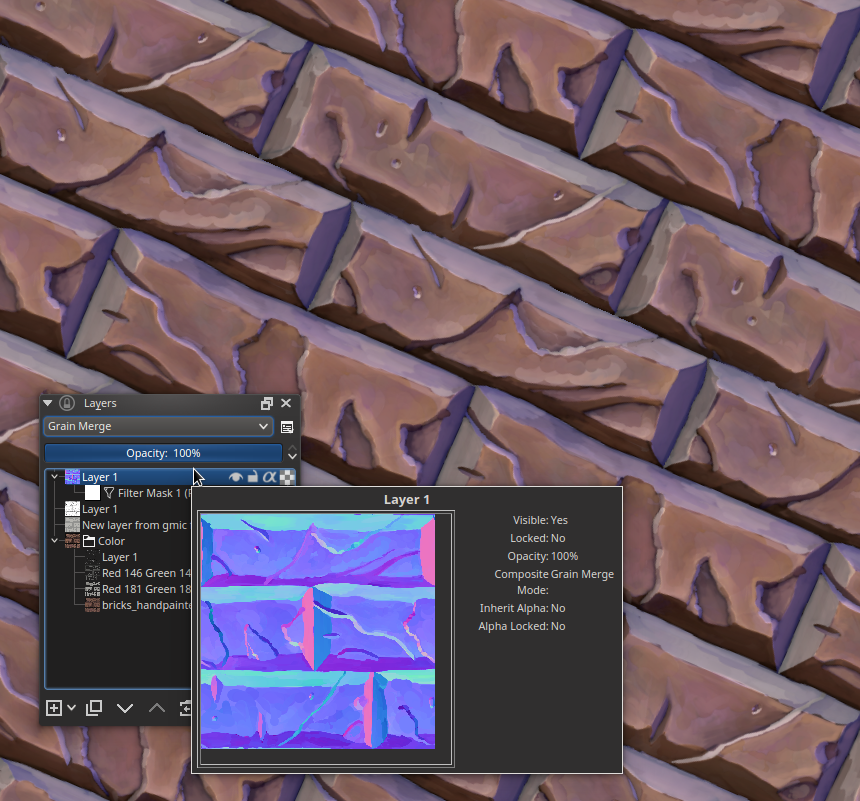 Layers
Grain Merge
Opacity: 100%
Layer 1
Filter Mask 1
Layer 1
New layer from gmic
Color
Layer 1
Red 146 Green 14
Red 181 Green 18
bricks_handpainte
Layer 1
Visible: Yes
Locked: No
Opacity: 100%
Composite Grain Merge
Mode:
Inherit Alpha: No
Alpha Locked: No